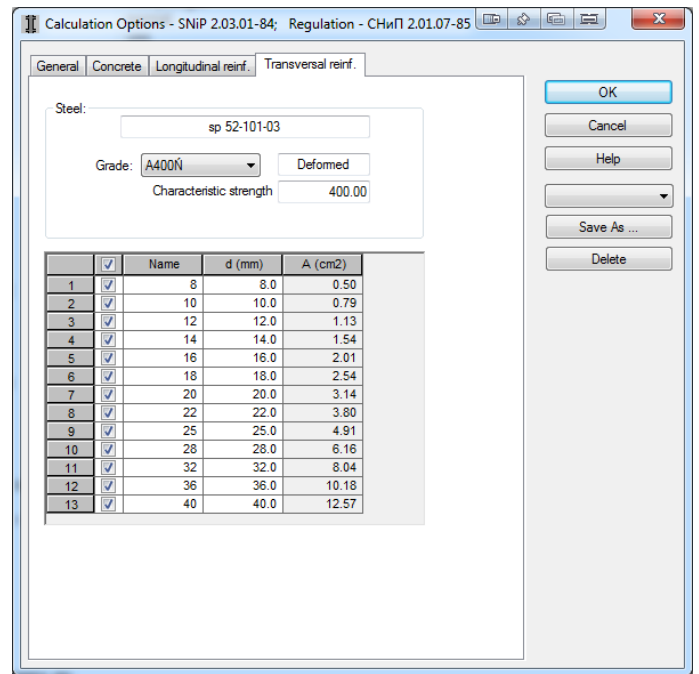 Calculation Options - SNiP 2.03.01-84; Regulation - СНиП 2.01.07-85
General Concrete Longitudinal reinf. Transversal reinf.
OK
Cancel
Help
Save As ...
Delete
Steel:
sp 52-101-03
Grade: A400Ń Deformed
Characteristic strength 400.00
Name d (mm) A (cm2)
1 8 8.0 0.50
2 10 10.0 0.79
3 12 12.0 1.13
4 14 14.0 1.54
5 16 16.0 2.01
6 18 18.0 2.54
7 20 20.0 3.14
8 22 22.0 3.80
9 25 25.0 4.91
10 28 28.0 6.16
11 32 32.0 8.04
12 36 36.0 10.18
13 40 40.0 12.57